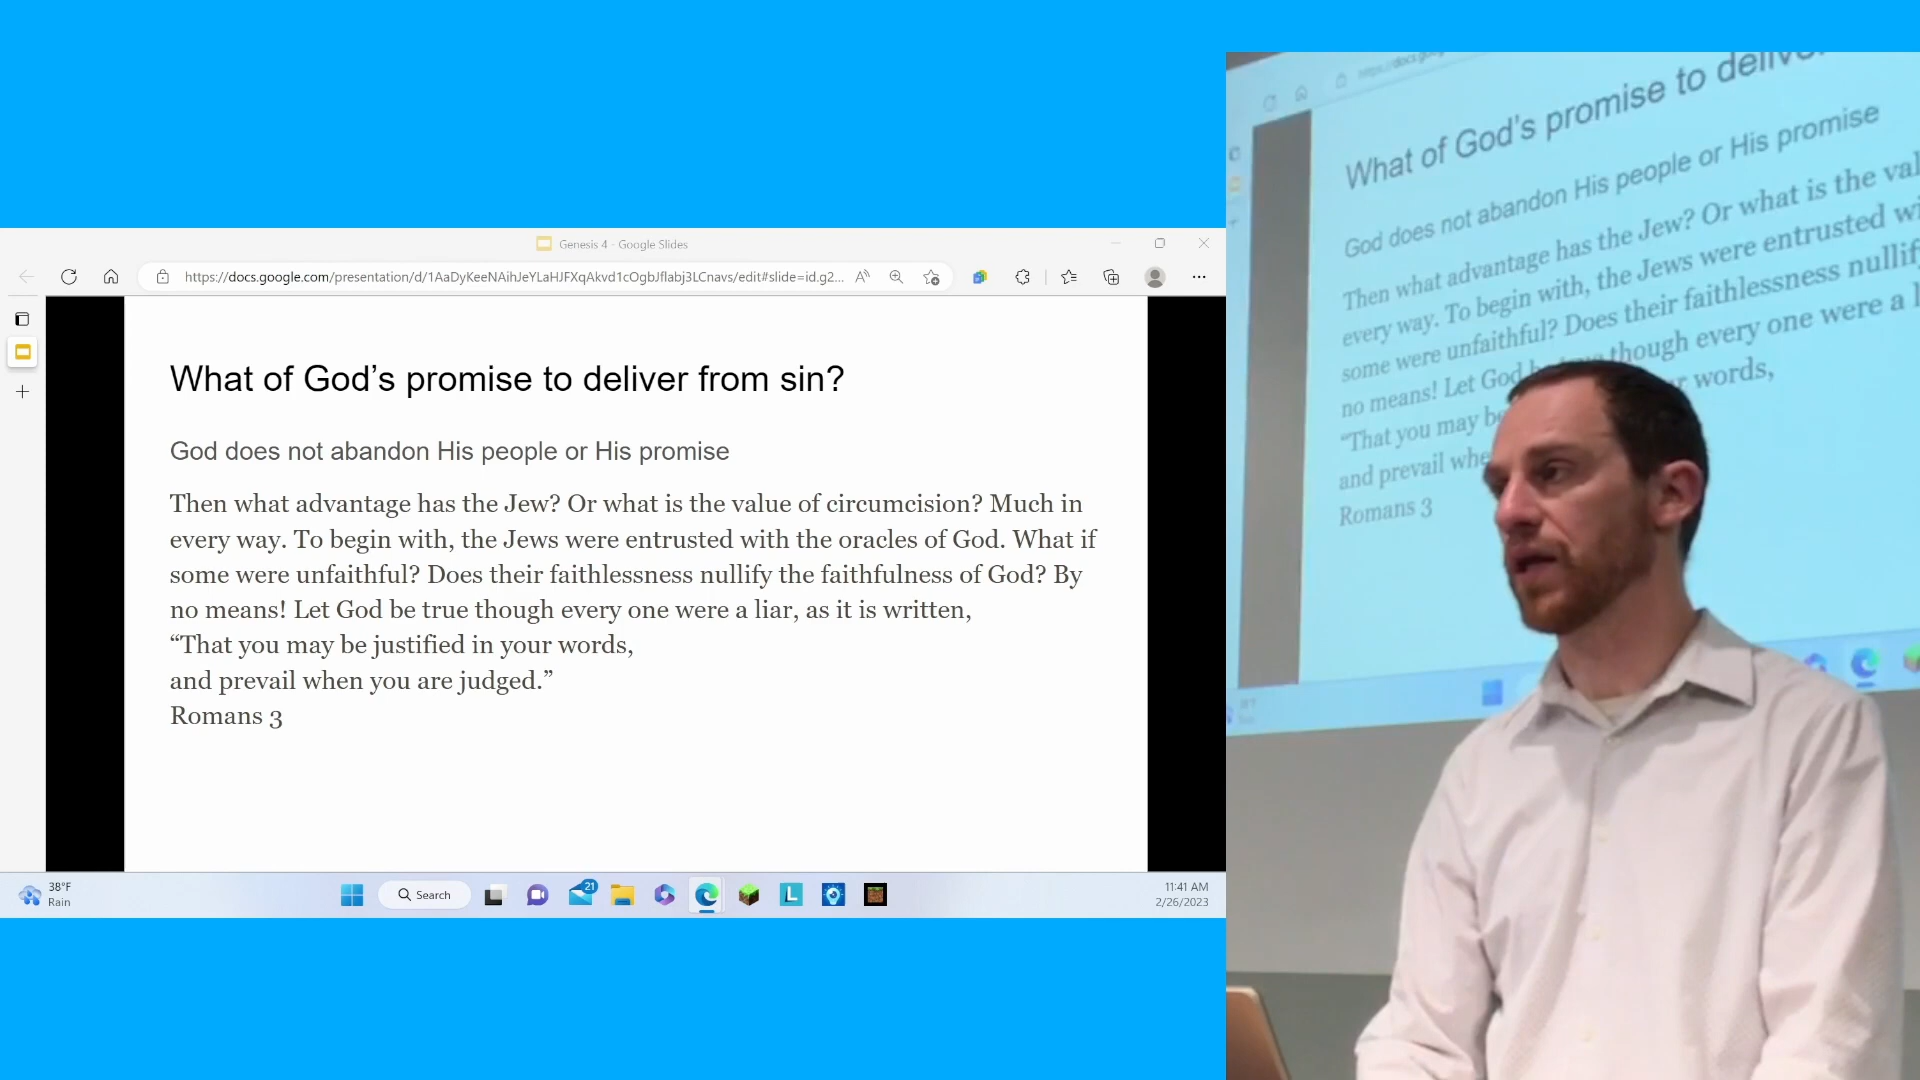 Genesis 4 - Google Slides
https://docs.google.com/presentation/d/1AaDyKeeNAihJeYLaHJFXqAkvd1cOgbJflabj3LCnavs/edit#slide=id.g2...
What of God’s promise to deliver from sin?
God does not abandon His people or His promise
Then what advantage has the Jew? Or what is the value of circumcision? Much in
every way. To begin with, the Jews were entrusted with the oracles of God. What if
some were unfaithful? Does their faithlessness nullify the faithfulness of God? By
no means! Let God be true though every one were a liar, as it is written,
“That you may be justified in your words,
and prevail when you are judged.”
Romans 3
38°F
Rain
Search
21
L
11:41 AM
2/26/2023
What of God’s promise to
God does not abandon His people or His promise
Then what advantage has the Jew? Or what is the
every way. To begin with, the Jews were entrusted
some were unfaithful? Does their faithlessness
no means! Let God though every one were a
“That you may words,
and prevail
Romans 3